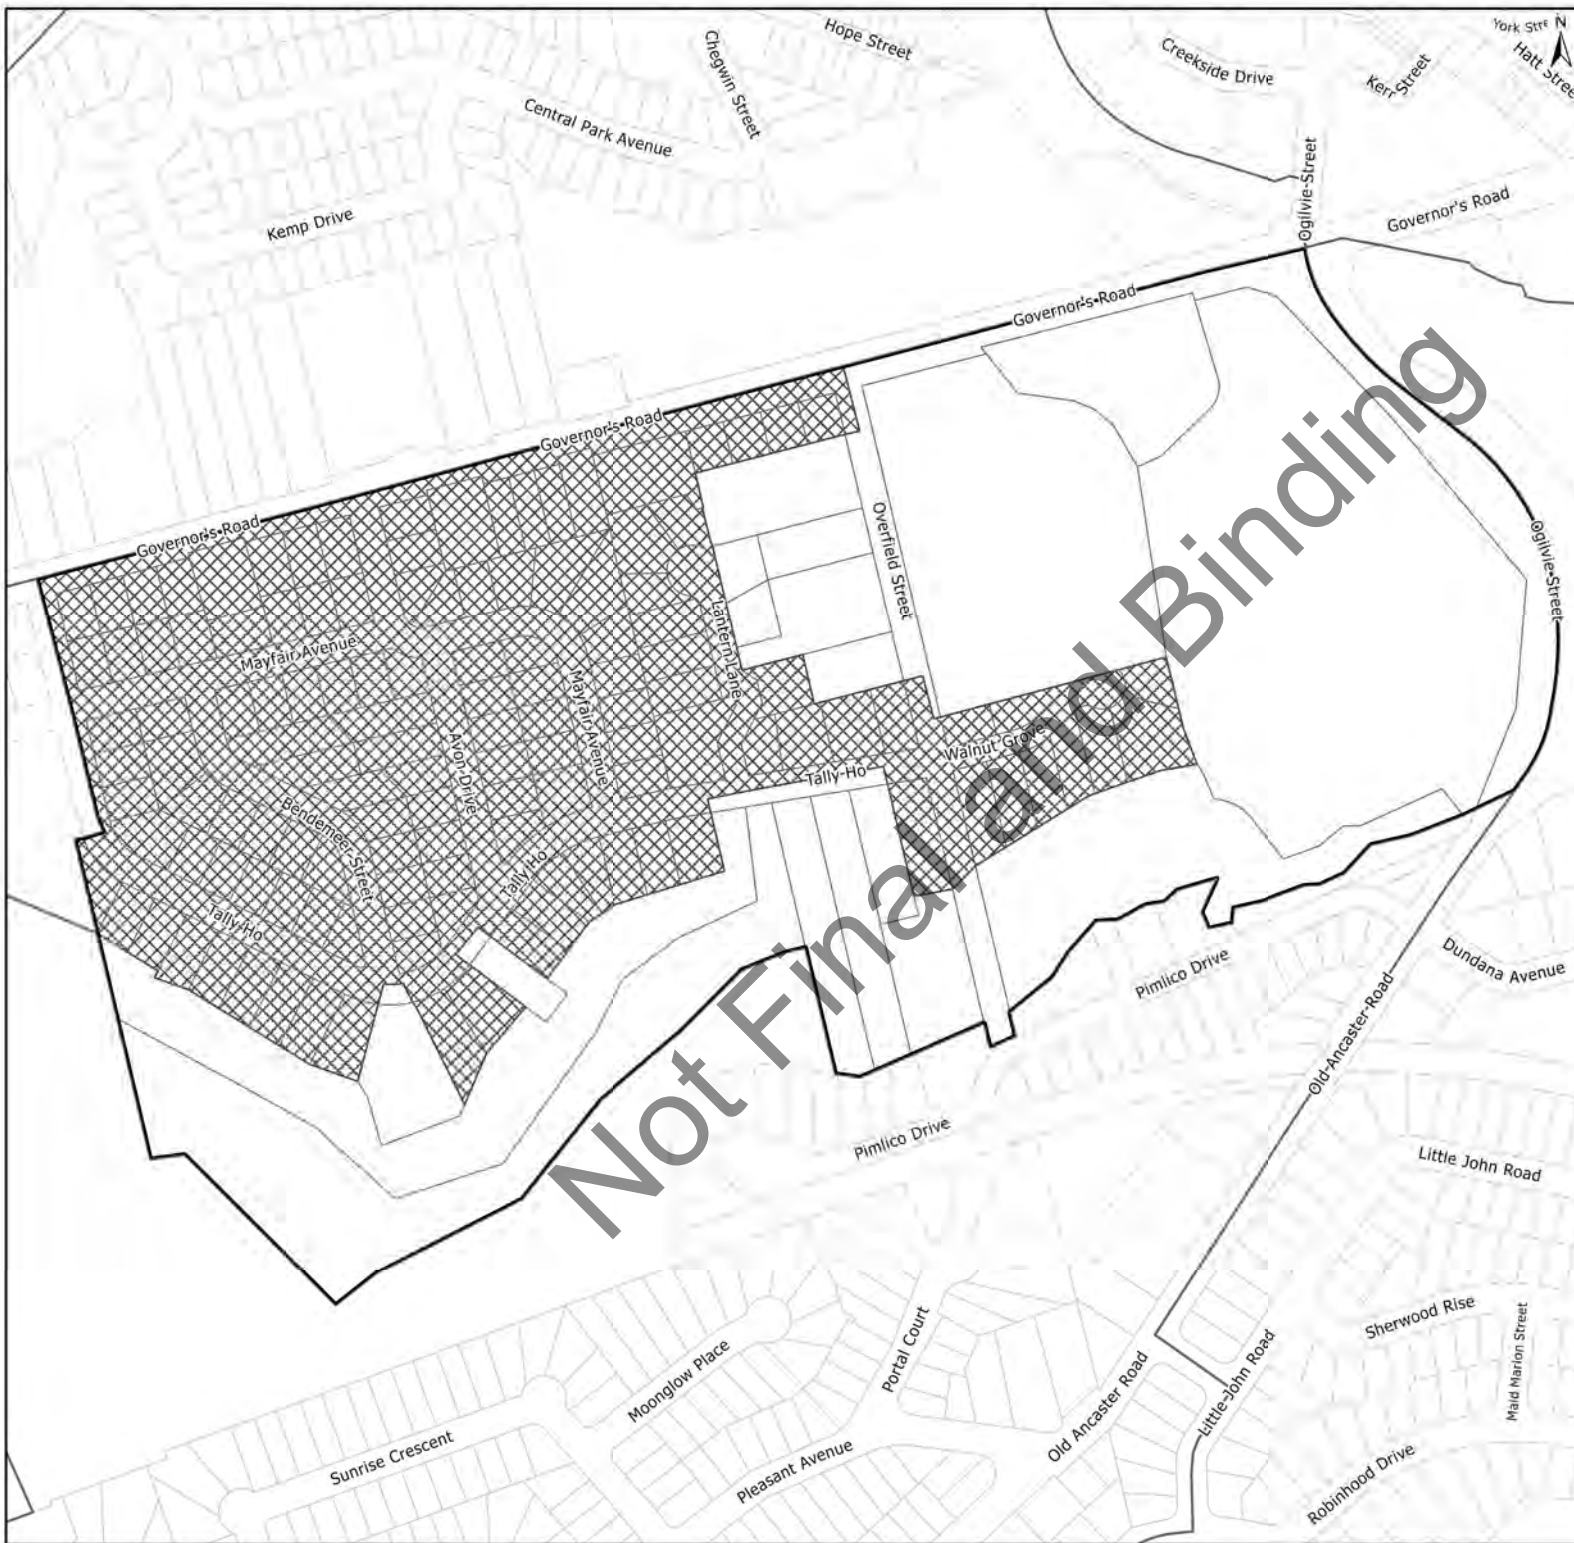 York Stre
N
Hope Street
Chegwin Street
Creekside Drive
Kerr Street
Hatt Stree
Central Park Avenue
Ogilvie Street
Kemp Drive
Governor's Road
Governor's Road
Governor's Road
Governor's Road
Overfield Street
Ogilvie Street
Mayfair Avenue
Lantern Lane
Mayfair Avenue
Avon Drive
Walnut Grove
Tally Ho
Bendemeer Street
Tally Ho
Tally Ho
Not Final and Binding
Pimlico Drive
Dundana Avenue
Old Ancaster Road
Pimlico Drive
Little John Road
Sherwood Rise
Maid Marion Street
Portal Court
Moonglow Place
Little John Road
Old Ancaster Road
Sunrise Crescent
Pleasant Avenue
Robinhood Drive